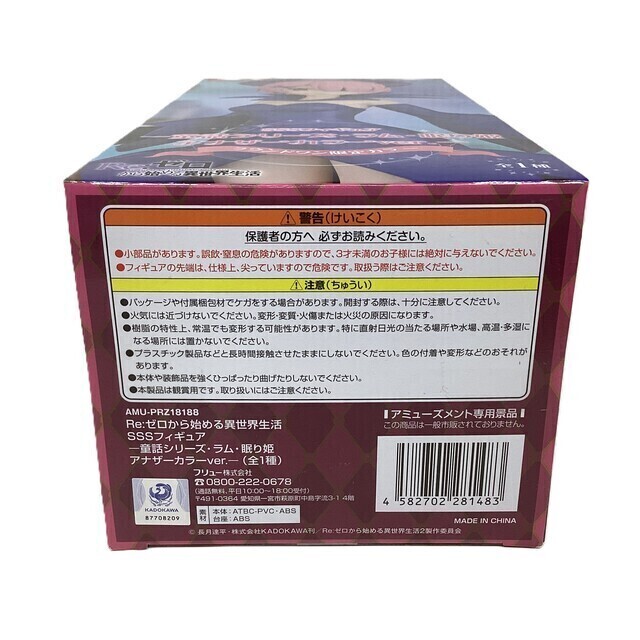 全1種
Re:ゼロ
から始める異世界生活
警告(けいこく)
保護者の方へ 必ずお読みください。
●小部品があります。誤飲・窒息の危険がありますので、3才未満のお子様には絶対に与えないでください。
●フィギュアの先端は、仕様上、尖っていますので危険です。取扱う際はご注意ください。
注意(ちゅうい)
●パッケージや付属梱包材でケガをする場合があります。開封する際は、十分に注意してください。
●火気には近づけないでください。変形・変質・火傷または火災の原因になります。
●樹脂の特性上、常温でも変形する可能性があります。特に直射日光の当たる場所や水場、高温・多湿に
なる場所には置かないでください。
●プラスチック製品などと長時間接触させたままにしないでください。色の付着や変形などのおそれが
あります。
●本体や装飾品を強くひっぱったり曲げたりしないでください。
●本製品は観賞用です。取り扱いにはご注意ください。
AMU-PRZ18188
Re:ゼロから始める異世界生活
SSSフィギュア
―童話シリーズ・ラム・眠り姫
アナザーカラーver.―(全1種)
フリュー株式会社
0800-222-0678
(通話無料、平日10:00～18:00受付)
〒491-0364 愛知県一宮市萩原町中島字流3-1 4階
素材
本体:ATBC-PVC・ABS
台座:ABS
KADOKAWA
87708209
アミューズメント専用景品
この商品は一般市販がされておりません。
4 582702 281483
MADE IN CHINA
© 長月達平・株式会社KADOKAWA刊／Re:ゼロから始める異世界生活2製作委員会